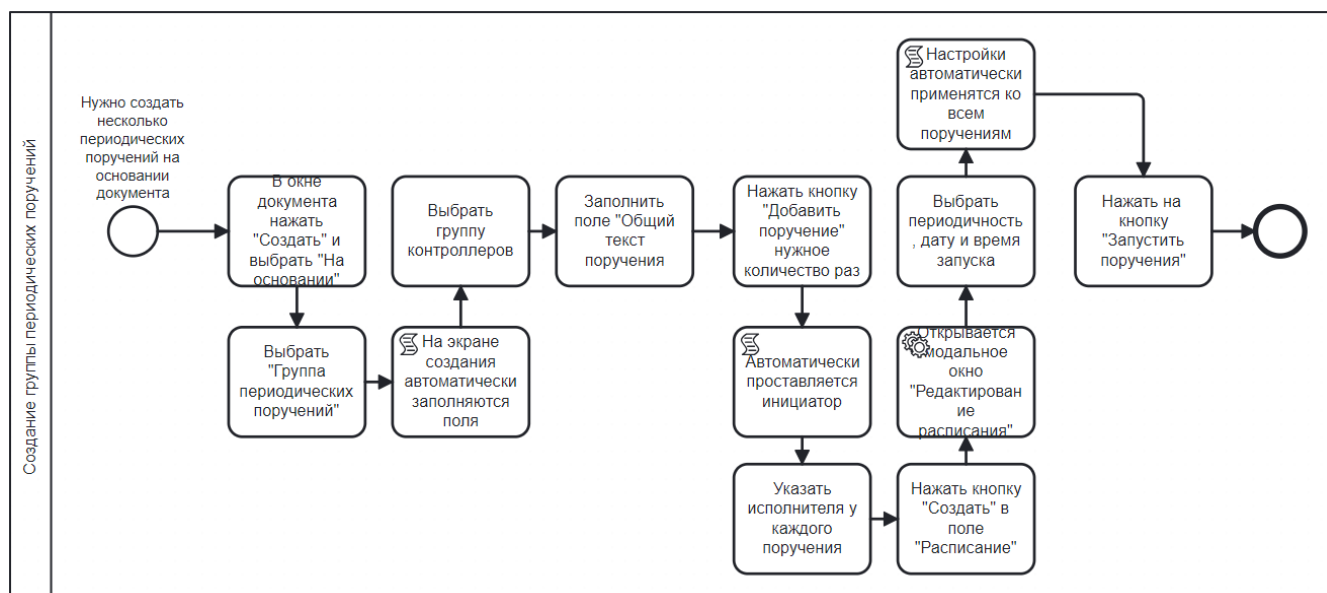 Создание группы периодических поручений
Нужно создать
несколько
периодических
поручений на
основании
документа
В окне
документа
нажать
"Создать" и
выбрать "На
основании"
Выбрать
"Группа
периодических
поручений"
На экране
создания
автоматически
заполняются
поля
Выбрать
группу
контроллеров
Заполнить
поле "Общий
текст
поручения
Нажать кнопку
"Добавить
поручение"
нужное
количество раз
Автоматически
проставляется
инициатор
Указать
исполнителя у
каждого
поручения
Нажать кнопку
"Создать" в
поле
"Расписание"
Открывается
модальное
окно
"Редактирован
ие
расписания"
Выбрать
периодичность
, дату и время
запуска
Настройки
автоматически
применятся ко
всем
поручениям
Нажать на
кнопку
"Запустить
поручения"